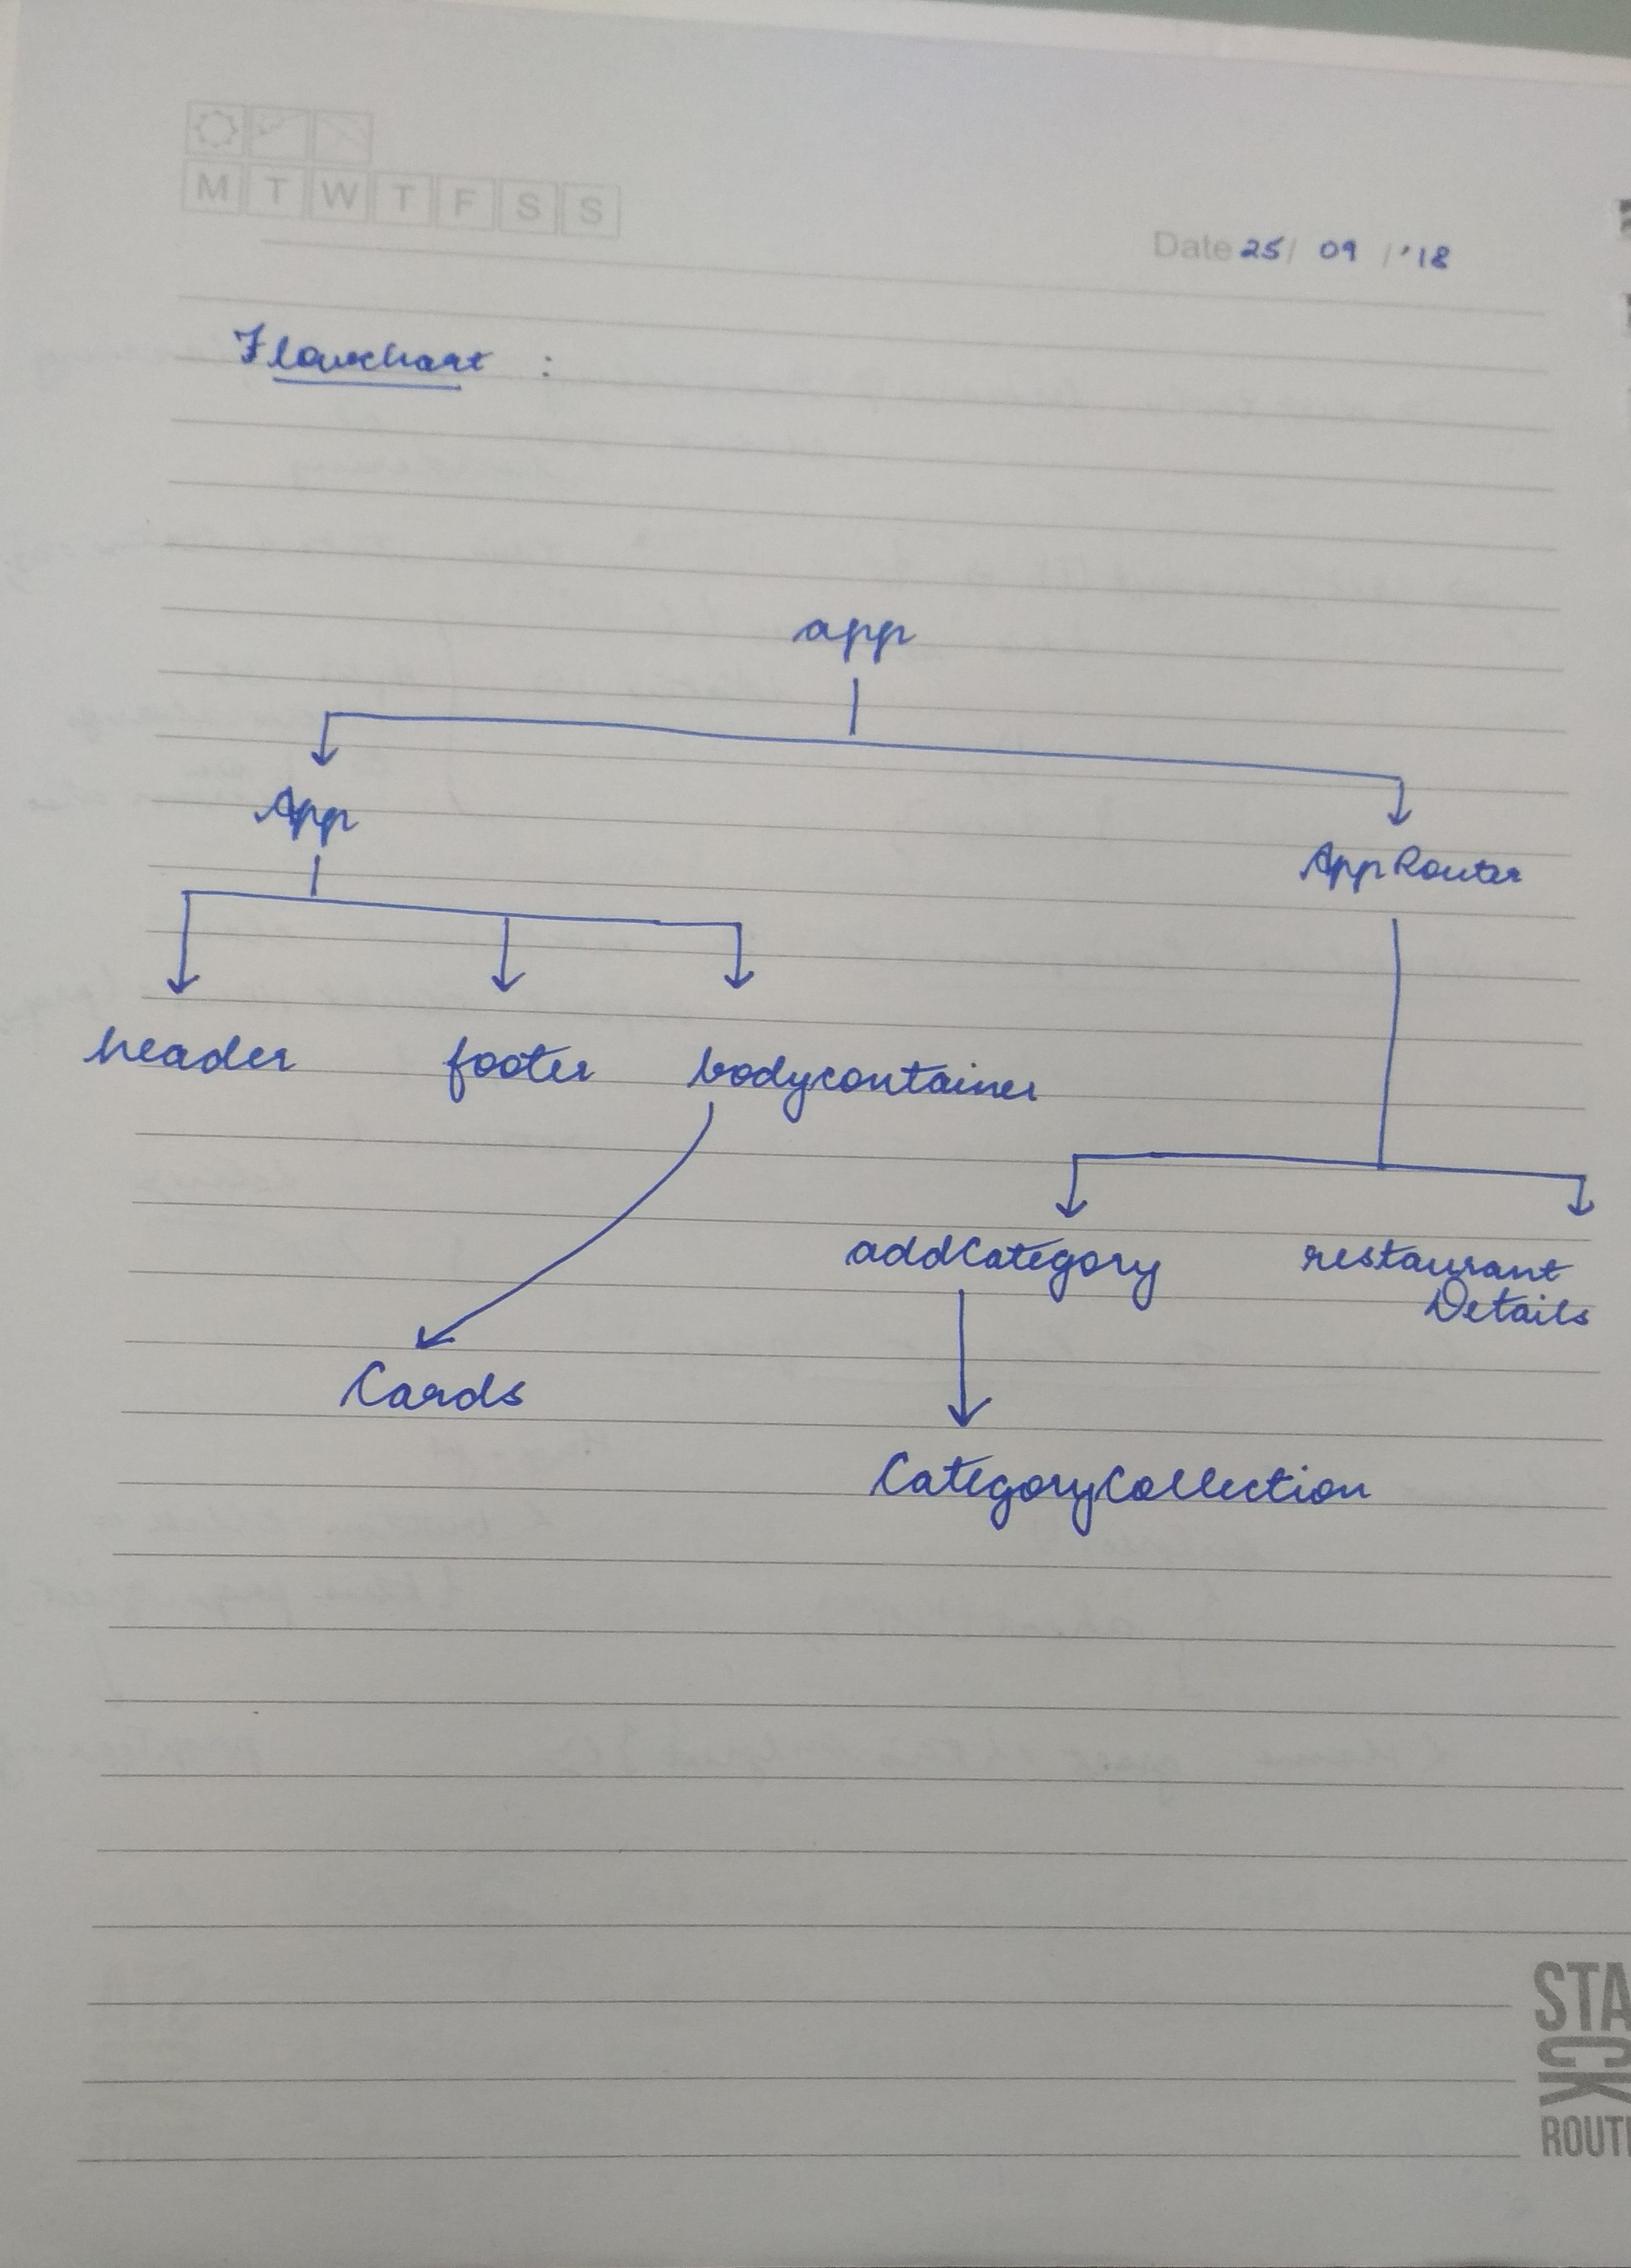 M T W T F S S
Date 25/ 09 /'18
Flowchart :
app
App
AppRouter
header footer bodycontainer
addCategory restaurant
Details
Cards
CategoryCollection
STA
CK
ROUT